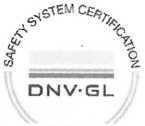 SAFETY SYSTEM CERTIFICATION
DNV·GL